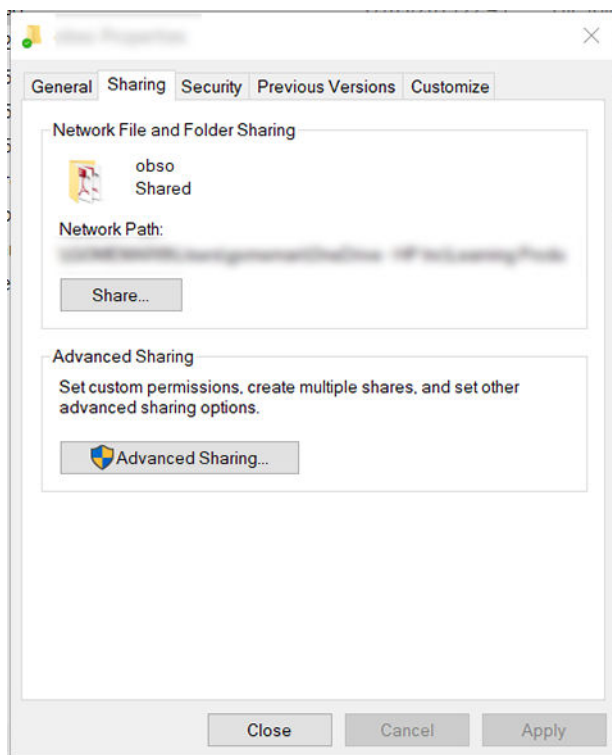 General Sharing Security Previous Versions Customize
Network File and Folder Sharing
obso
Shared
Network Path:
Share...
Advanced Sharing
Set custom permissions, create multiple shares, and set other
advanced sharing options.
Advanced Sharing...
Close Cancel Apply